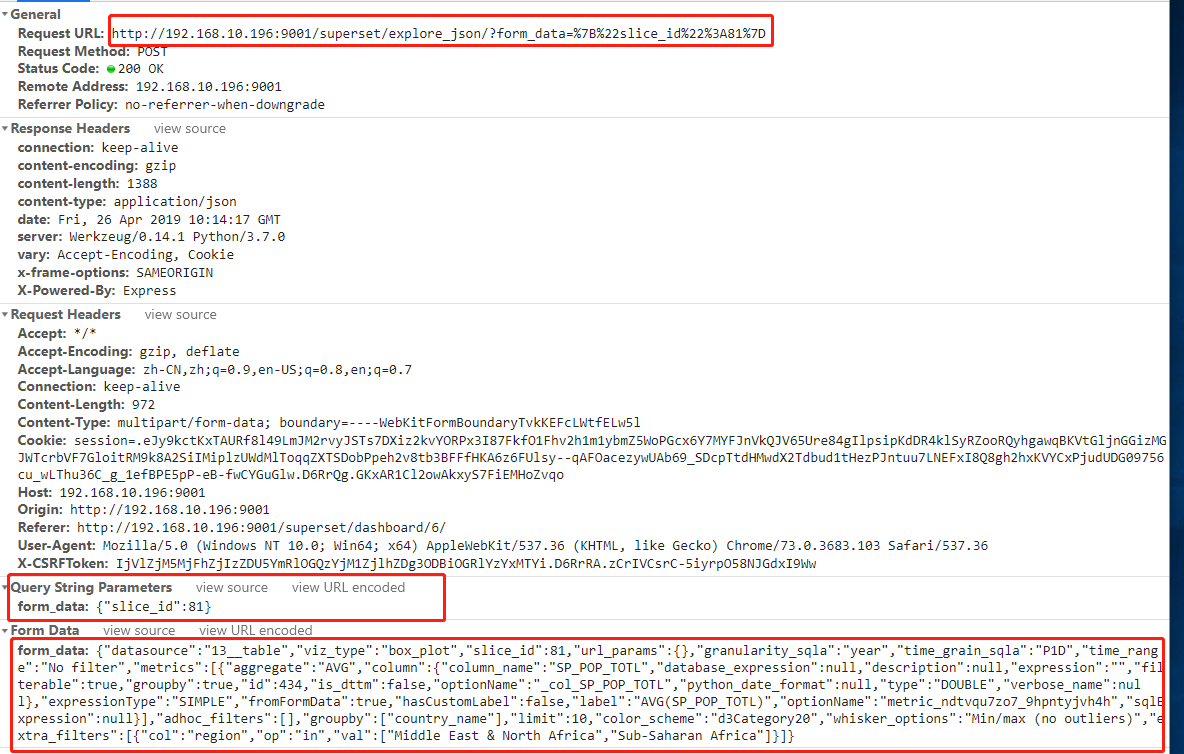 General
Request URL: http://192.168.10.196:9001/superset/explore_json/?form_data=%7B%22slice_id%22%3A81%7D
Request Method: POST
Status Code: 200 OK
Remote Address: 192.168.10.196:9001
Referrer Policy: no-referrer-when-downgrade
Response Headers view source
connection: keep-alive
content-encoding: gzip
content-length: 1388
content-type: application/json
date: Fri, 26 Apr 2019 10:14:17 GMT
server: Werkzeug/0.14.1 Python/3.7.0
vary: Accept-Encoding, Cookie
x-frame-options: SAMEORIGIN
X-Powered-By: Express
Request Headers view source
Accept: */*
Accept-Encoding: gzip, deflate
Accept-Language: zh-CN,zh;q=0.9,en-US;q=0.8,en;q=0.7
Connection: keep-alive
Content-Length: 972
Content-Type: multipart/form-data; boundary=----WebKitFormBoundaryTvkKEFcLWtfELw5l
Cookie: session=.eJy9kctKxTAURf8l49LmJM2rvyJSTs7DXiz2kvYORPx3I87FkfO1Fhv2h1m1ybmZ5WoPGcx6Y7MYFJnVkQJV65Ure84gIlpsipKdDR4klSyRZooRQyhgawqBKVtGljnGGizMG
JWTcrbVF7GloitRM9k8A2SiIMiplzUWdMlToqqZXTSDobPpeh2v8tb3BFFfHKA6z6FUlsy--qAFOacezywUAb69_SDcpTtdHMwdX2Tdbud1tHezPJntuu7LNEFxI8Q8gh2hxKVYCxPjudUDG09756
cu_wLThu36C_g_1efBPE5pP-eB-fwCYGuGlw.D6RrQg.GKxAR1Cl2owAkxyS7FiEMHoZvqo
Host: 192.168.10.196:9001
Origin: http://192.168.10.196:9001
Referer: http://192.168.10.196:9001/superset/dashboard/6/
User-Agent: Mozilla/5.0 (Windows NT 10.0; Win64; x64) AppleWebKit/537.36 (KHTML, like Gecko) Chrome/73.0.3683.103 Safari/537.36
X-CSRFToken: IjVlZjM5MjFhZjIzZDU5YmRlOGQzYjM1ZjlhZDg3ODBiOGRlYzYxMTYi.D6RrRA.zCrIVCsrC-5iyrpO58NJGdxI9Ww
Query String Parameters view source view URL encoded
form_data: {"slice_id":81}
Form Data view source view URL encoded
form_data: {"datasource":"13__table","viz_type":"box_plot","slice_id":81,"url_params":{},"granularity_sqla":"year","time_grain_sqla":"P1D","time_rang
e":"No filter","metrics":[{"aggregate":"AVG","column":{"column_name":"SP_POP_TOTL","database_expression":null,"description":null,"expression":"","fil
terable":true,"groupby":true,"id":434,"is_dttm":false,"optionName":"_col_SP_POP_TOTL","python_date_format":null,"type":"DOUBLE","verbose_name":nul
l},"expressionType":"SIMPLE","fromFormData":true,"hasCustomLabel":false,"label":"AVG(SP_POP_TOTL)","optionName":"metric_ndtvqu7zo7_9hpntyjvh4h","sqlE
xpression":null}],"adhoc_filters":[],"groupby":["country_name"],"limit":10,"color_scheme":"d3Category20","whisker_options":"Min/max (no outliers)","e
xtra_filters":[{"col":"region","op":"in","val":["Middle East & North Africa","Sub-Saharan Africa"]}]}